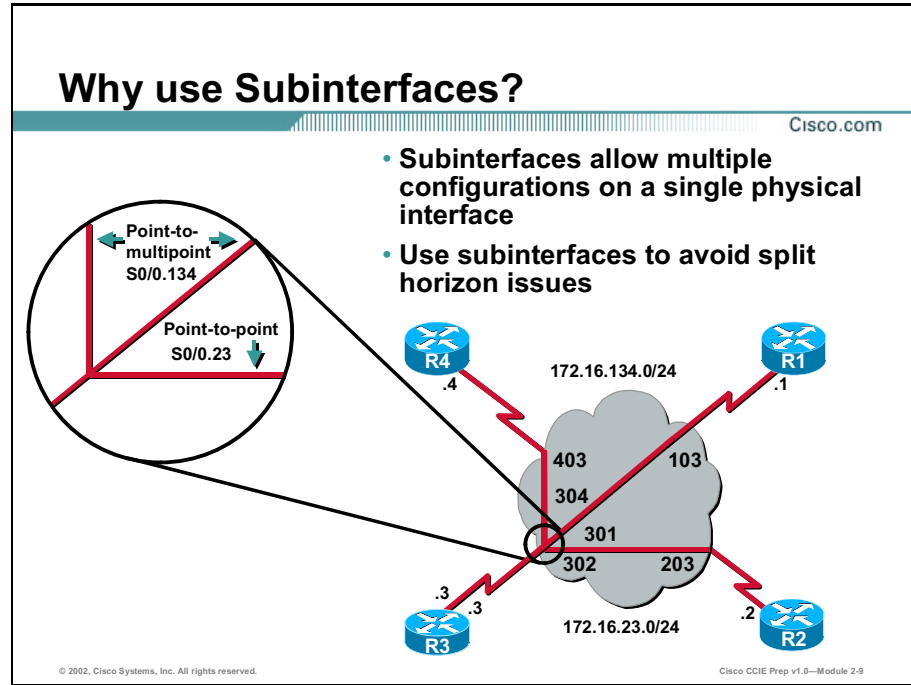 Why use Subinterfaces?
Cisco.com
• Subinterfaces allow multiple
configurations on a single physical
interface
• Use subinterfaces to avoid split
horizon issues
Point-to-
multipoint
S0/0.134
Point-to-point
S0/0.23
R4
.4
172.16.134.0/24
R1
.1
403
103
304
301
302
203
.3
.3
R3
172.16.23.0/24
.2
R2
© 2002, Cisco Systems, Inc. All rights reserved.
Cisco CCIE Prep v1.0—Module 2-9